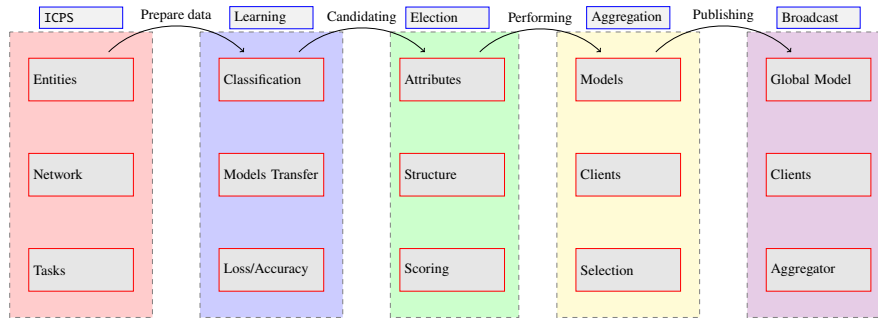 ICPS
Prepare data
Learning
Candidating
Election
Performing
Aggregation
Publishing
Broadcast
Entities
Classification
Attributes
Models
Global Model
Network
Models Transfer
Structure
Clients
Clients
Tasks
Loss/Accuracy
Scoring
Selection
Aggregator